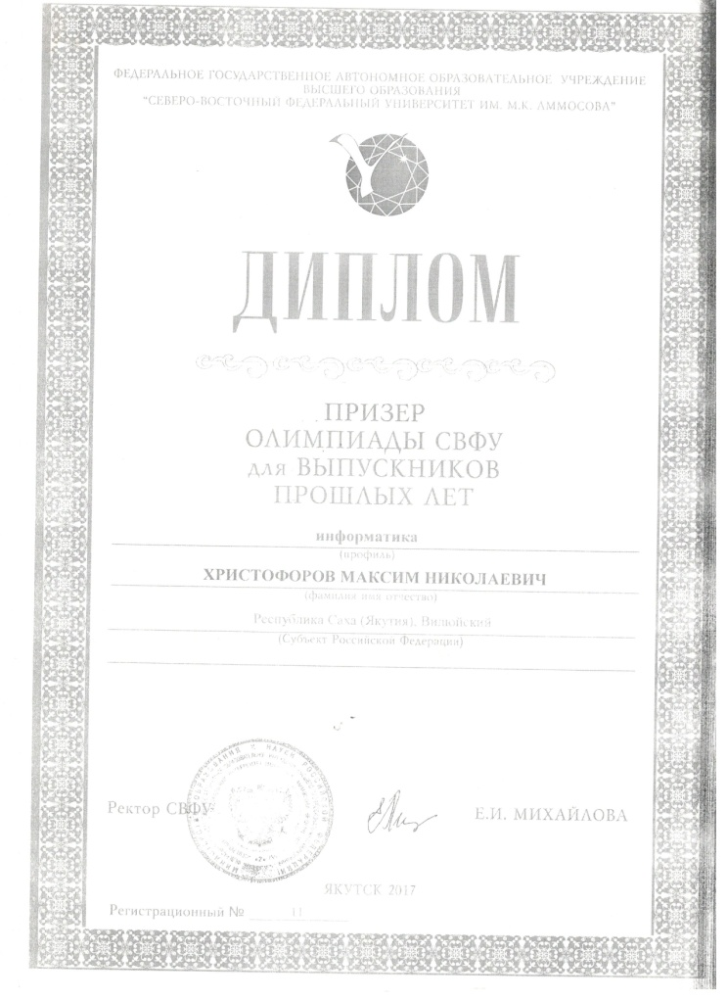 ФЕДЕРАЛЬНОЕ ГОСУДАРСТВЕННОЕ АВТОНОМНОЕ ОБРАЗОВАТЕЛЬНОЕ УЧРЕЖДЕНИЕ
ВЫСШЕГО ОБРАЗОВАНИЯ
"СЕВЕРО-ВОСТОЧНЫЙ ФЕДЕРАЛЬНЫЙ УНИВЕРСИТЕТ ИМ. М.К. АММОСОВА"
ДИПЛОМ
ПРИЗЕР
ОЛИМПИАДЫ СВФУ
для ВЫПУСКНИКОВ
ПРОШЛЫХ ЛЕТ
информатика
(профиль)
ХРИСТОФОРОВ МАКСИМ НИКОЛАЕВИЧ
(фамилия имя отчество)
Республика Саха (Якутия), Вилюйский
(Субъект Российской Федерации)
Ректор СВФУ
Е.И. МИХАЙЛОВА
ЯКУТСК 2017
Регистрационный № 11